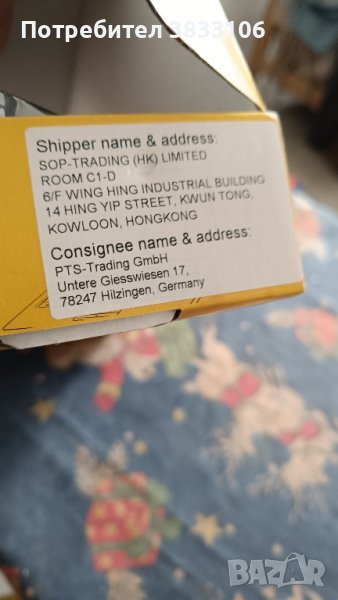 Потребител 3833106
Shipper name & address:
SOP-TRADING (HK) LIMITED
ROOM C1-D
6/F WING HING INDUSTRIAL BUILDING
14 HING YIP STREET, KWUN TONG,
KOWLOON, HONGKONG
Consignee name & address:
PTS-Trading GmbH
Untere Giesswiesen 17,
78247 Hilzingen, Germany
BAZAR